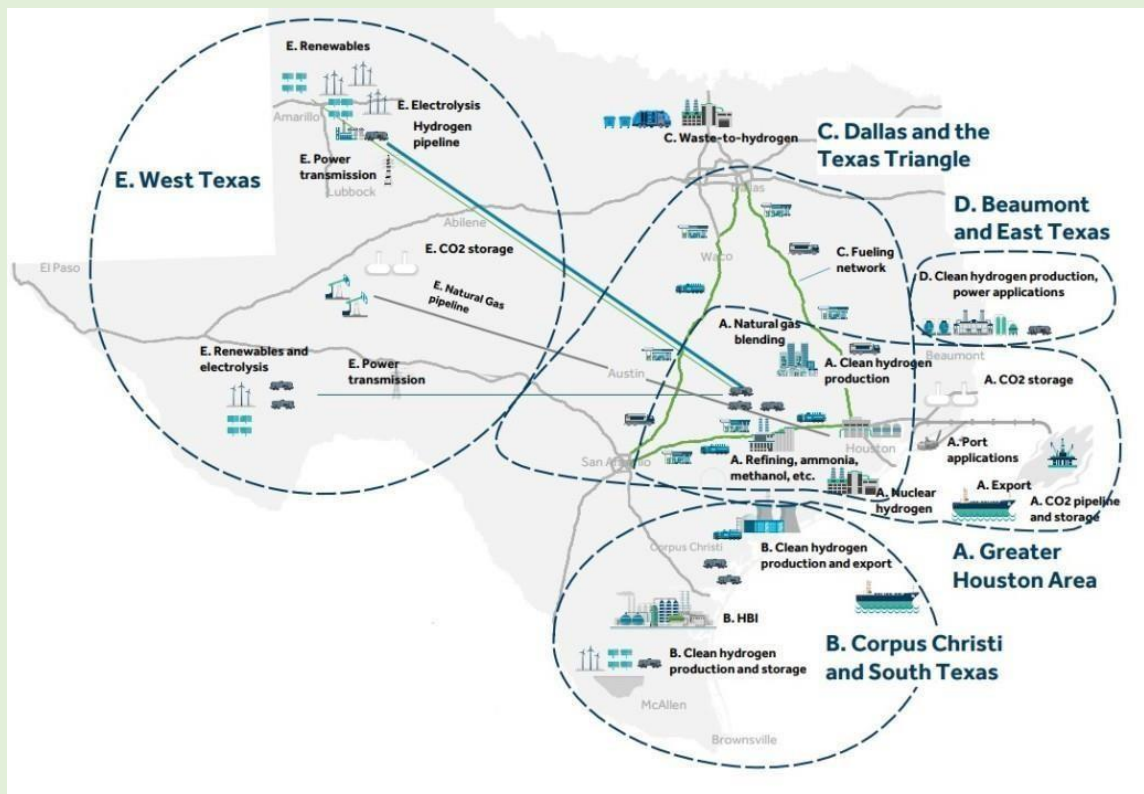 E. Renewables
Amarillo
E. Electrolysis
Hydrogen
pipeline
E. Power
transmission
Lubbock
E. West Texas
Abilene
E. CO2 storage
El Paso
E. Natural Gas
pipeline
E. Renewables and
electrolysis
E. Power
transmission
C. Waste-to-hydrogen
C. Dallas and the
Texas Triangle
Dallas
Waco
C. Fueling
network
D. Beaumont
and East Texas
D. Clean hydrogen production,
power applications
Beaumont
A. Natural gas
blending
Austin
A. Clean hydrogen
production
A. CO2 storage
Houston
A. Port
applications
San Antonio
A. Refining, ammonia,
methanol, etc.
A. Nuclear
hydrogen
A. Export
A. CO2 pipeline
and storage
A. Greater
Houston Area
Corpus Christi
B. Clean hydrogen
production and export
B. HBI
B. Corpus Christi
and South Texas
B. Clean hydrogen
production and storage
McAllen
Brownsville